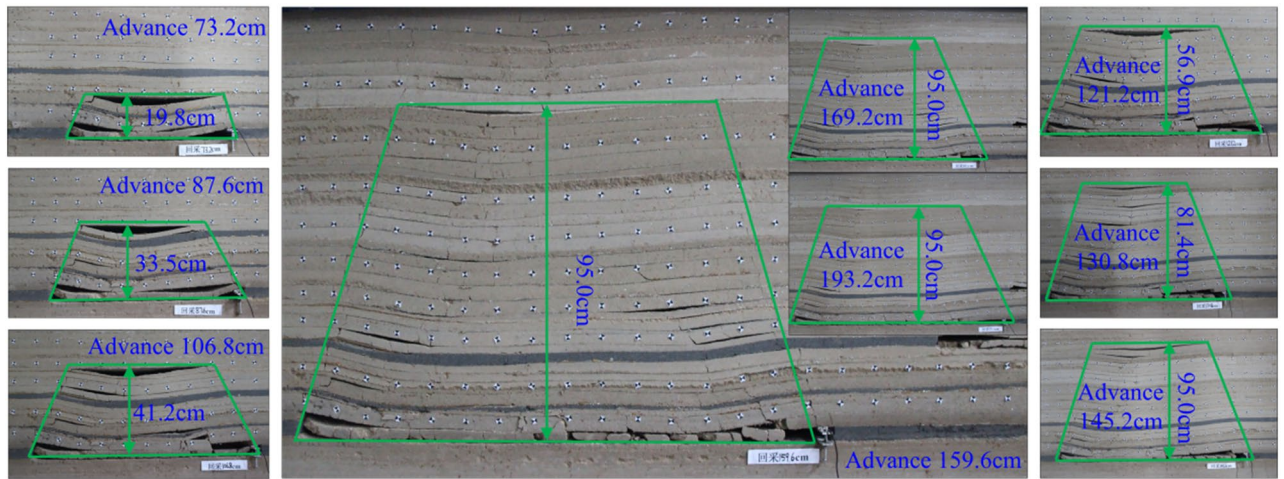 Advance 73.2cm
19.8cm
Advance 87.6cm
33.5cm
Advance 106.8cm
41.2cm
95.0cm
Advance 159.6cm
Advance
169.2cm
95.0cm
Advance
193.2cm
95.0cm
Advance
121.2cm
56.9cm
Advance
130.8cm
81.4cm
Advance
145.2cm
95.0cm